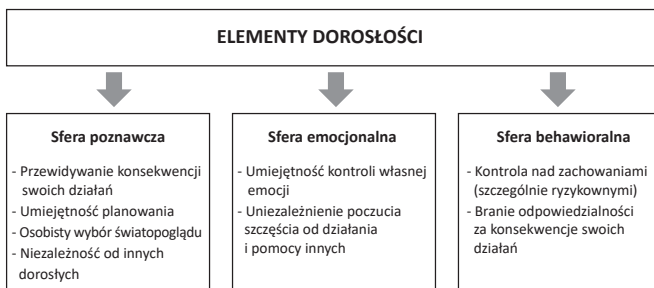 ELEMENTY DOROSŁOŚCI
Sfera poznawcza
- Przewidywanie konsekwencji
swoich działań
- Umiejętność planowania
- Osobisty wybór światopoglądu
- Niezależność od innych
dorosłych
Sfera emocjonalna
- Umiejętność kontroli własnej
emocji
- Uniezależnienie poczucia
szczęścia od działania
i pomocy innych
Sfera behawioralna
- Kontrola nad zachowaniami
(szczególnie ryzykownymi)
- Branie odpowiedzialności
za konsekwencje swoich
działań